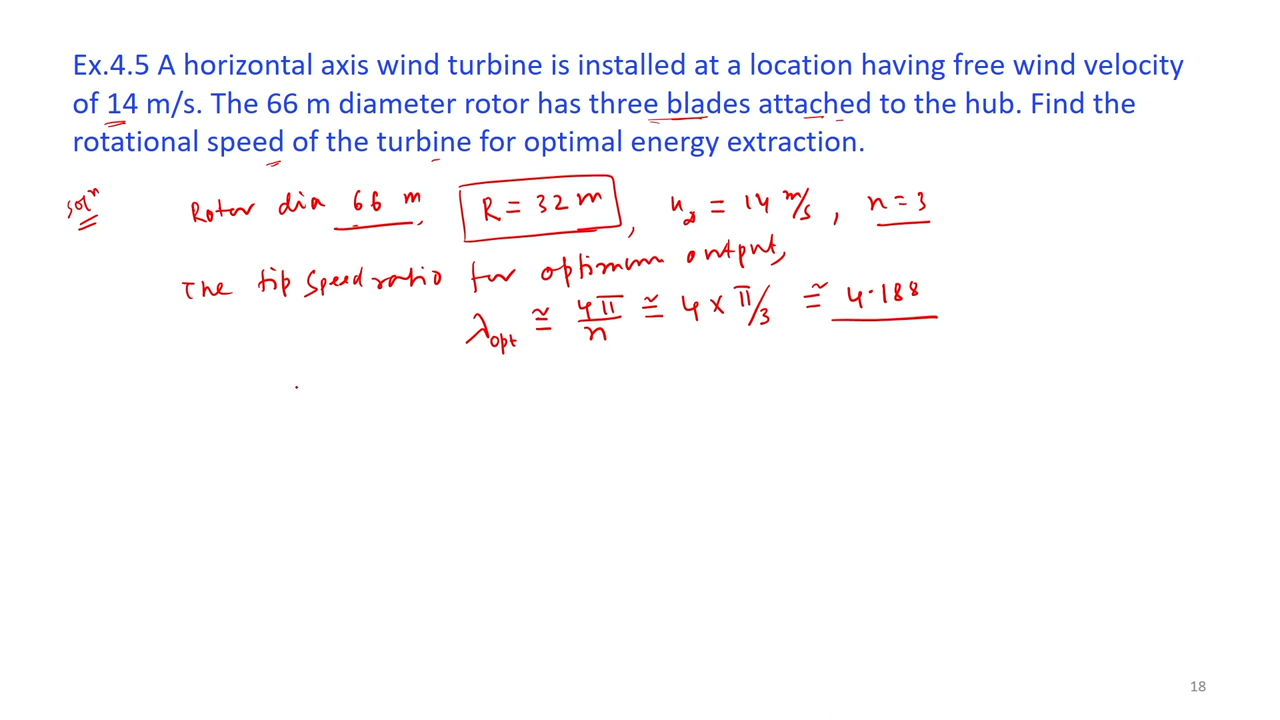 Ex.4.5 A horizontal axis wind turbine is installed at a location having free wind velocity
of 14 m/s. The 66 m diameter rotor has three blades attached to the hub. Find the
rotational speed of the turbine for optimal energy extraction.
Solⁿ Rotor dia 66 m, R = 32 m, u₀ = 14 m/s, n = 3
The tip speed ratio for optimum output,
λopt ≅ 4π/n ≅ 4 × π/3 ≅ 4.188
18